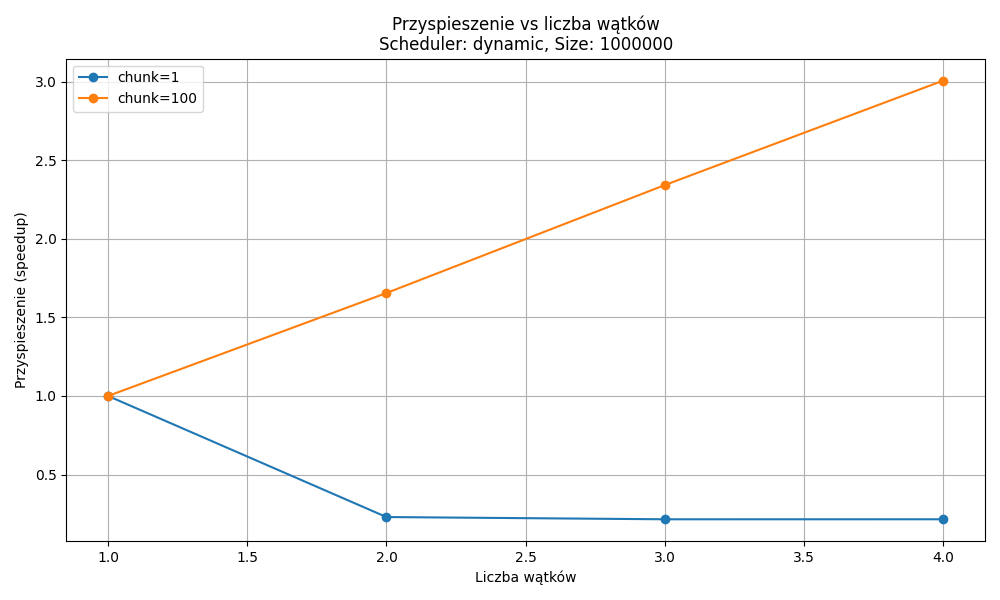 Przyspieszenie vs liczba wątków
Scheduler: dynamic, Size: 1000000
chunk=1
chunk=100
Przyspieszenie (speedup)
3.0
2.5
2.0
1.5
1.0
0.5
1.0 1.5 2.0 2.5 3.0 3.5 4.0
Liczba wątków